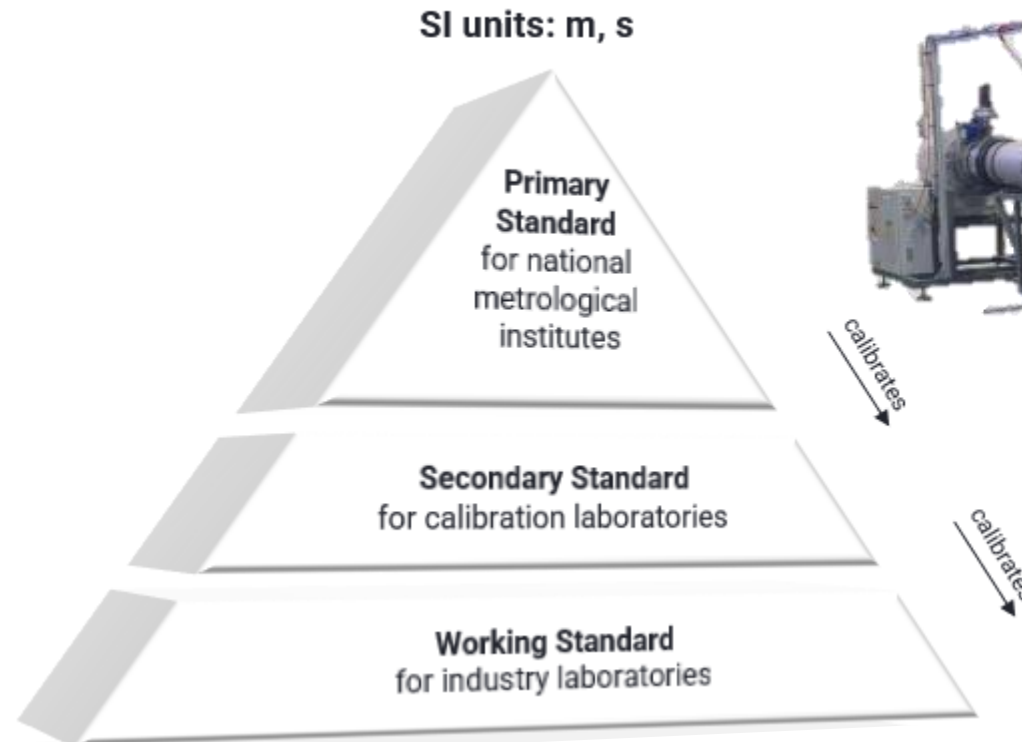 SI units: m, s
Primary
Standard
for national
metrological
institutes
calibrates
Secondary Standard
for calibration laboratories
calibrates
Working Standard
for industry laboratories